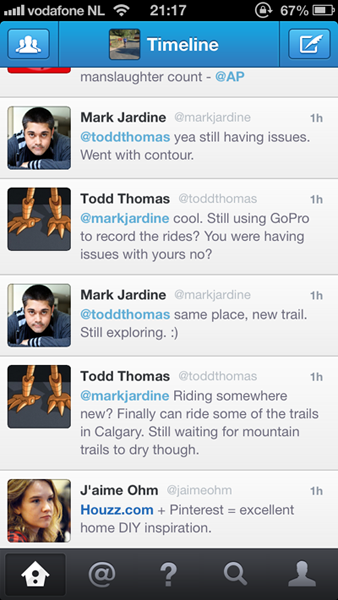 vodafone NL 21:17 67%
Timeline
manslaughter count - @AP
Mark Jardine @markjardine 1h
@toddthomas yea still having issues.
Went with contour.
Todd Thomas @toddthomas 1h
@markjardine cool. Still using GoPro
to record the rides? You were having
issues with yours no?
Mark Jardine @markjardine 1h
@toddthomas same place, new trail.
Still exploring. :)
Todd Thomas @toddthomas 1h
@markjardine Riding somewhere
new? Finally can ride some of the trails
in Calgary. Still waiting for mountain
trails to dry though.
J'aime Ohm @jaimeohm 1h
Houzz.com + Pinterest = excellent
home DIY inspiration.
@ ?